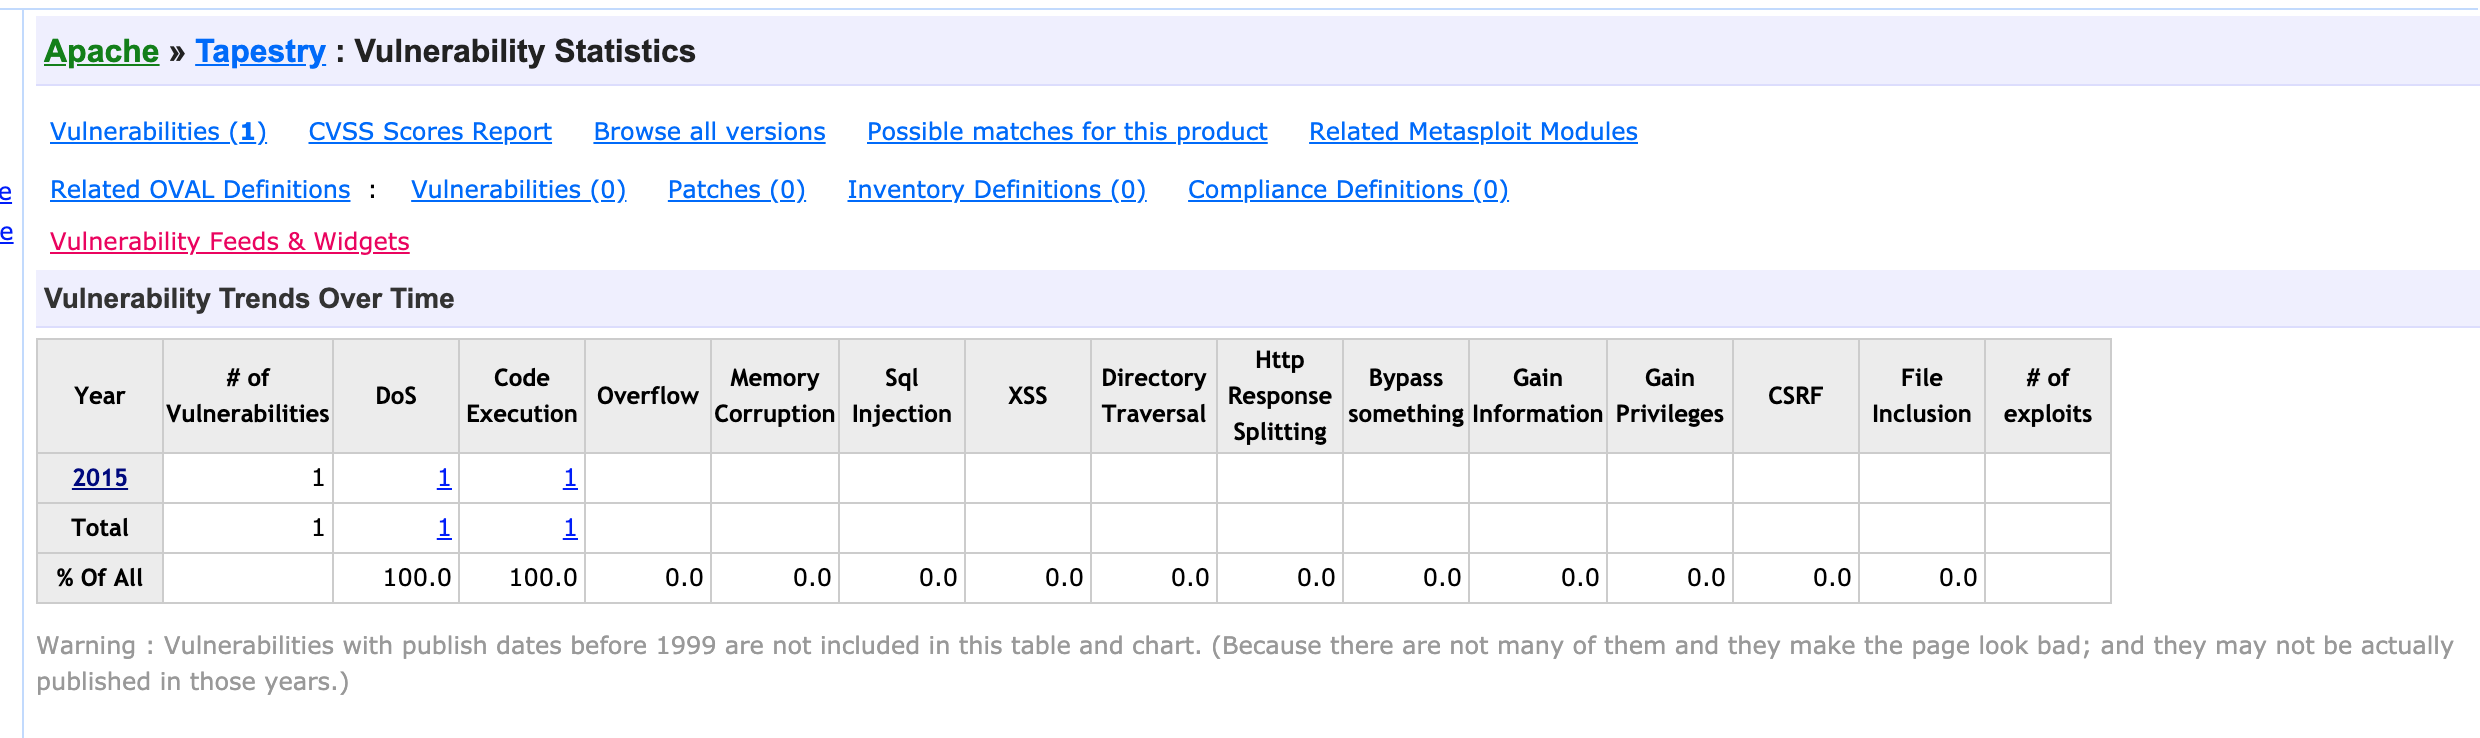 Apache » Tapestry : Vulnerability Statistics
Vulnerabilities (1) CVSS Scores Report Browse all versions Possible matches for this product Related Metasploit Modules
Related OVAL Definitions : Vulnerabilities (0) Patches (0) Inventory Definitions (0) Compliance Definitions (0)
e
e
Vulnerability Feeds & Widgets
Vulnerability Trends Over Time
Year # of Vulnerabilities DoS Code Execution Overflow Memory Corruption Sql Injection XSS Directory Traversal Http Response Splitting Bypass something Gain Information Gain Privileges CSRF File Inclusion # of exploits
2015 1 1 1
Total 1 1 1
% Of All 100.0 100.0 0.0 0.0 0.0 0.0 0.0 0.0 0.0 0.0 0.0 0.0 0.0
Warning : Vulnerabilities with publish dates before 1999 are not included in this table and chart. (Because there are not many of them and they make the page look bad; and they may not be actually
published in those years.)